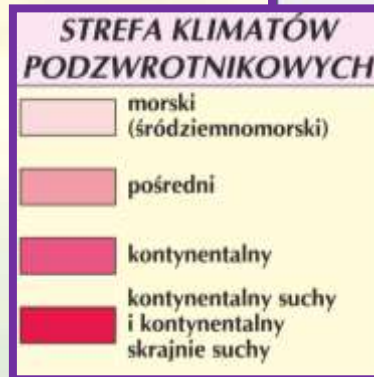 STREFA KLIMATÓW
PODZWROTNIKOWYCH
morski
(śródziemnomorski)
pośredni
kontynentalny
kontynentalny suchy
i kontynentalny
skrajnie suchy